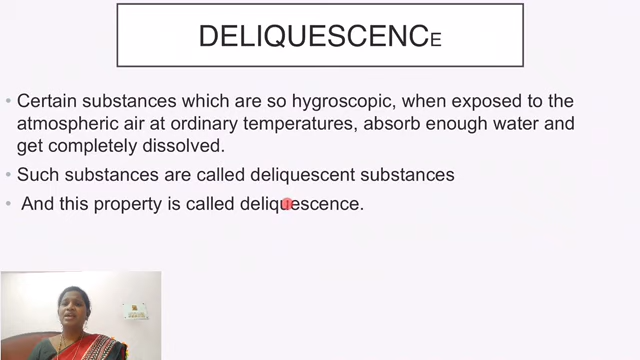 DELIQUESCENCE
• Certain substances which are so hygroscopic, when exposed to the
atmospheric air at ordinary temperatures, absorb enough water and
get completely dissolved.
• Such substances are called deliquescent substances
• And this property is called deliquescence.